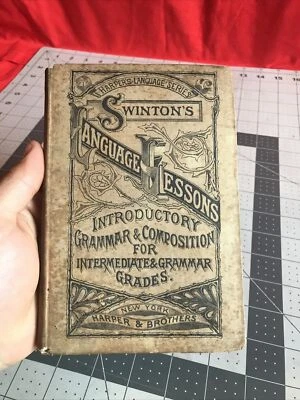 HARPER'S LANGUAGE SERIES
SWINTON'S
LANGUAGE LESSONS
INTRODUCTORY
GRAMMAR & COMPOSITION
FOR
INTERMEDIATE & GRAMMAR
GRADES.
NEW YORK
HARPER & BROTHERS